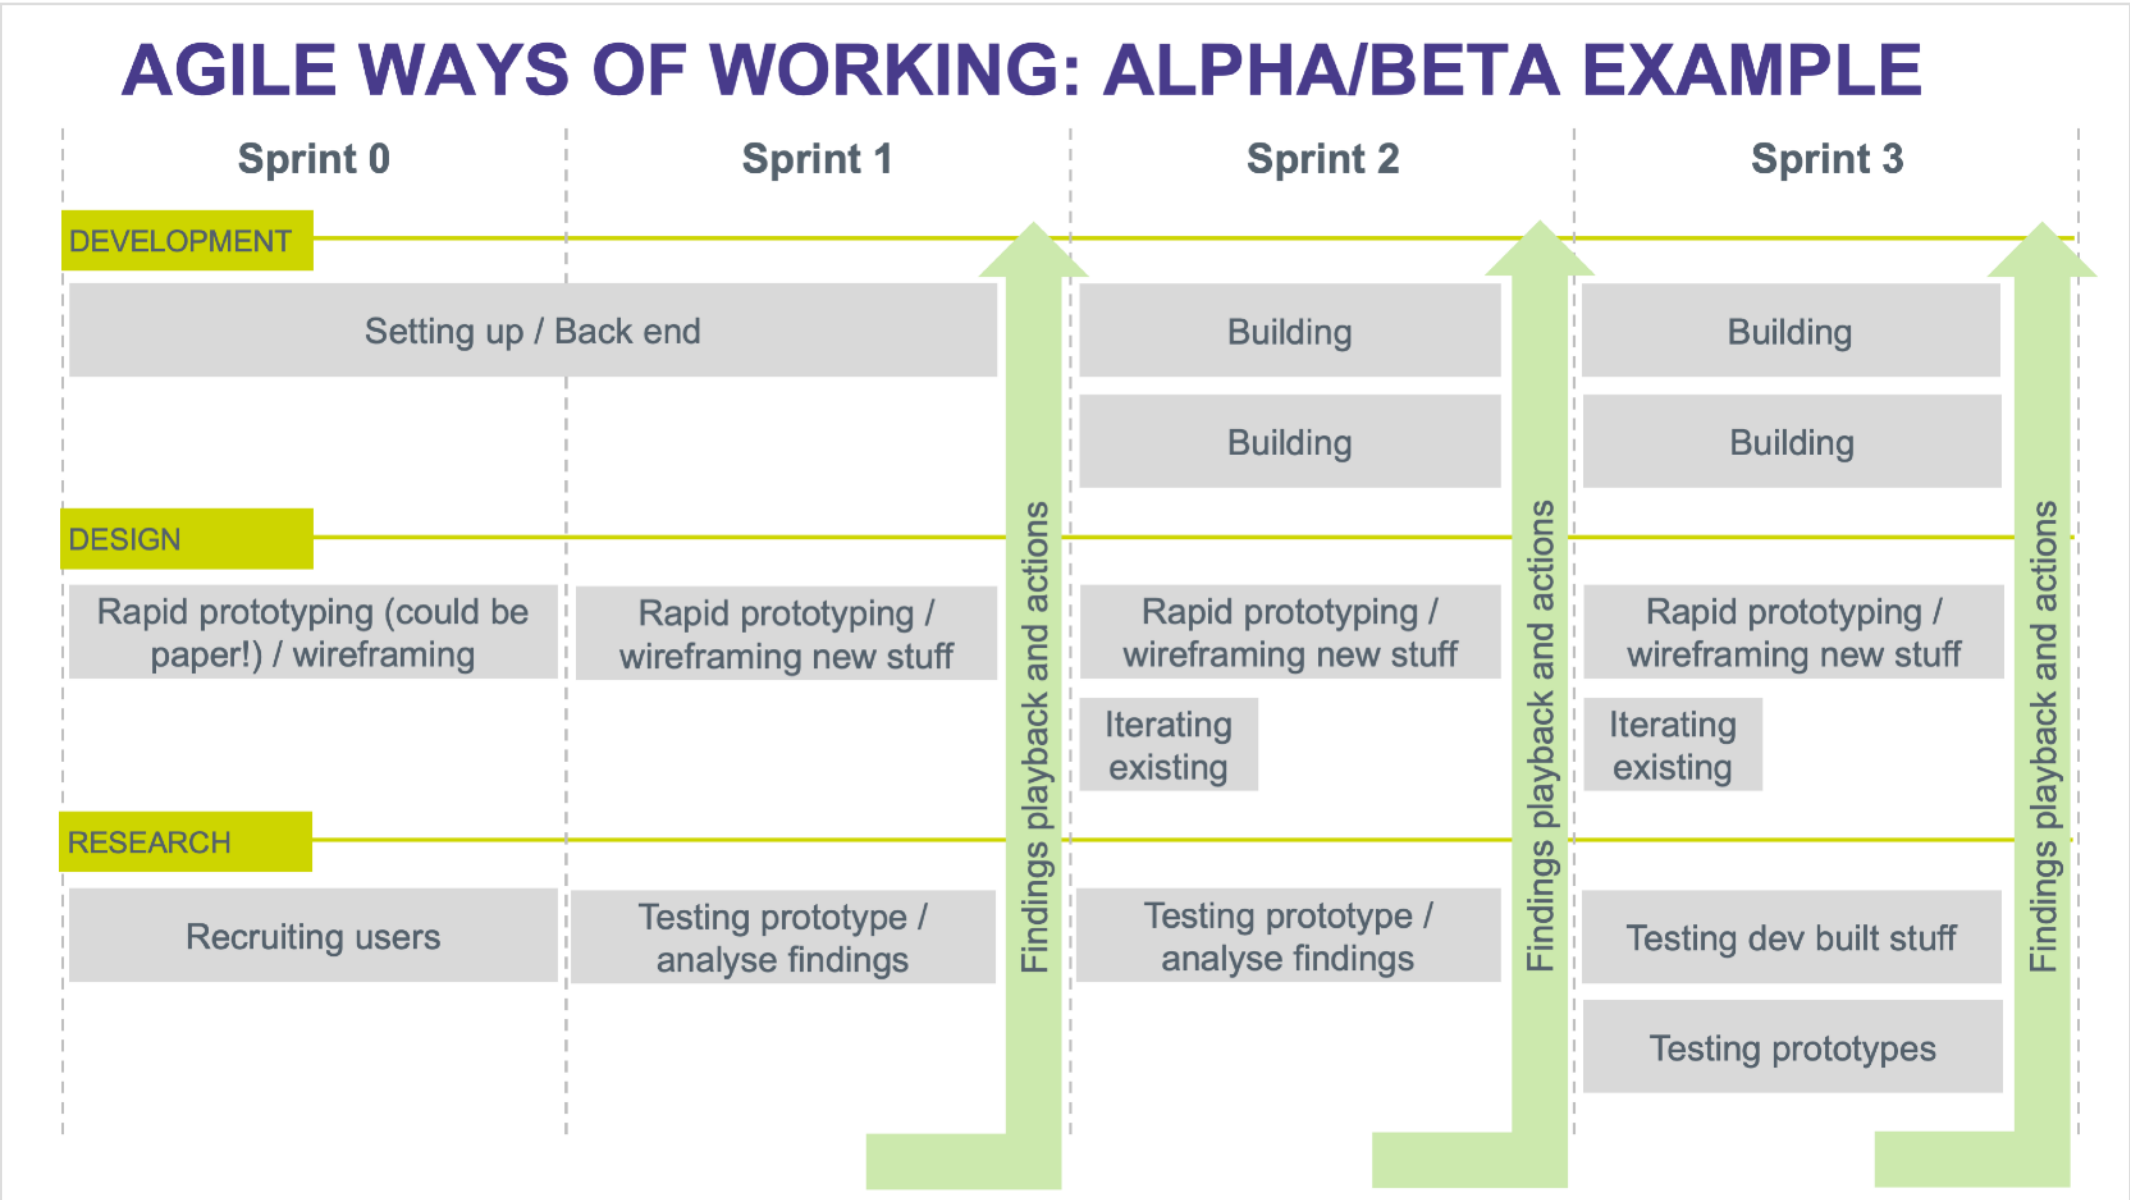 AGILE WAYS OF WORKING: ALPHA/BETA EXAMPLE
Sprint 0
Sprint 1
Sprint 2
Sprint 3
DEVELOPMENT
Setting up / Back end
Building
Building
Building
Building
DESIGN
Rapid prototyping (could be
paper!) / wireframing
Rapid prototyping /
wireframing new stuff
Rapid prototyping /
wireframing new stuff
Rapid prototyping /
wireframing new stuff
Iterating
existing
Iterating
existing
RESEARCH
Recruiting users
Testing prototype /
analyse findings
Testing prototype /
analyse findings
Testing dev built stuff
Testing prototypes
Findings playback and actions
Findings playback and actions
Findings playback and actions